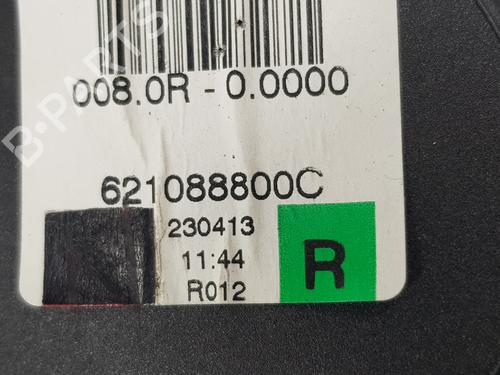 008.0R - 0.0000
621088800C
230413
11:44
R012
R
B-PARTS